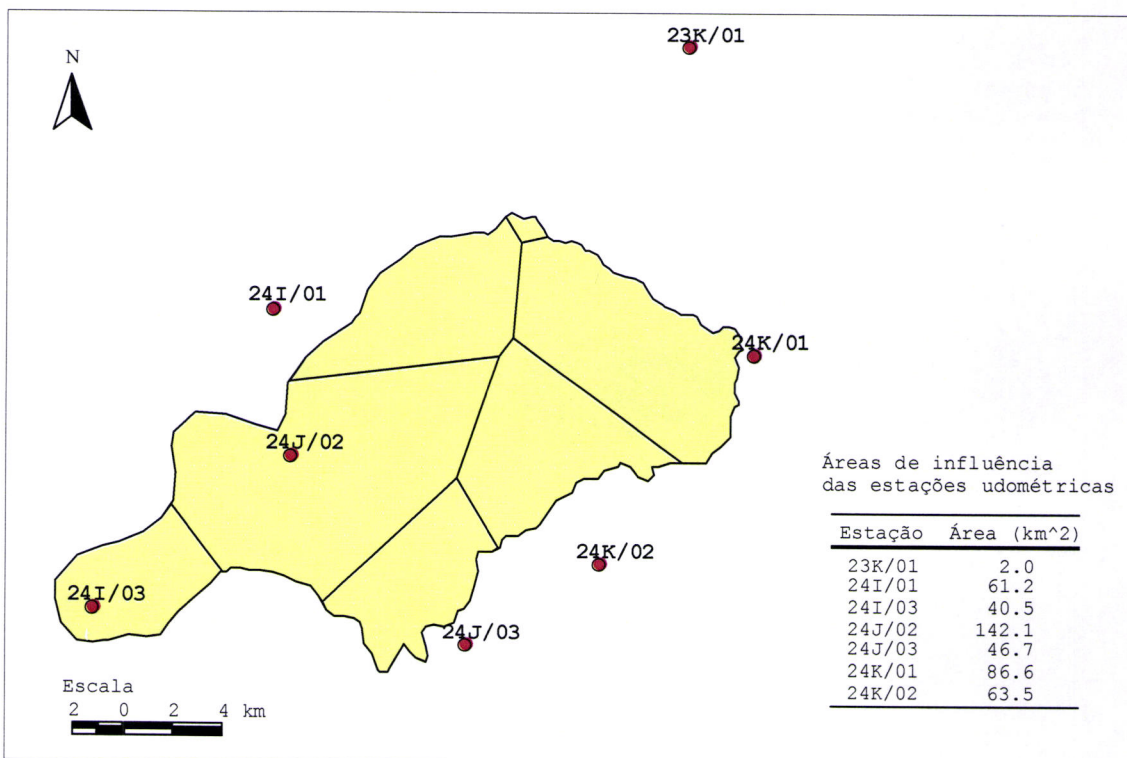 23K/01
N
24I/01
24K/01
24J/02
24K/02
24I/03
24J/03
Escala
2 0 2 4 km
Áreas de influência
das estações udométricas
Estação Área (km^2)
23K/01 2.0
24I/01 61.2
24I/03 40.5
24J/02 142.1
24J/03 46.7
24K/01 86.6
24K/02 63.5